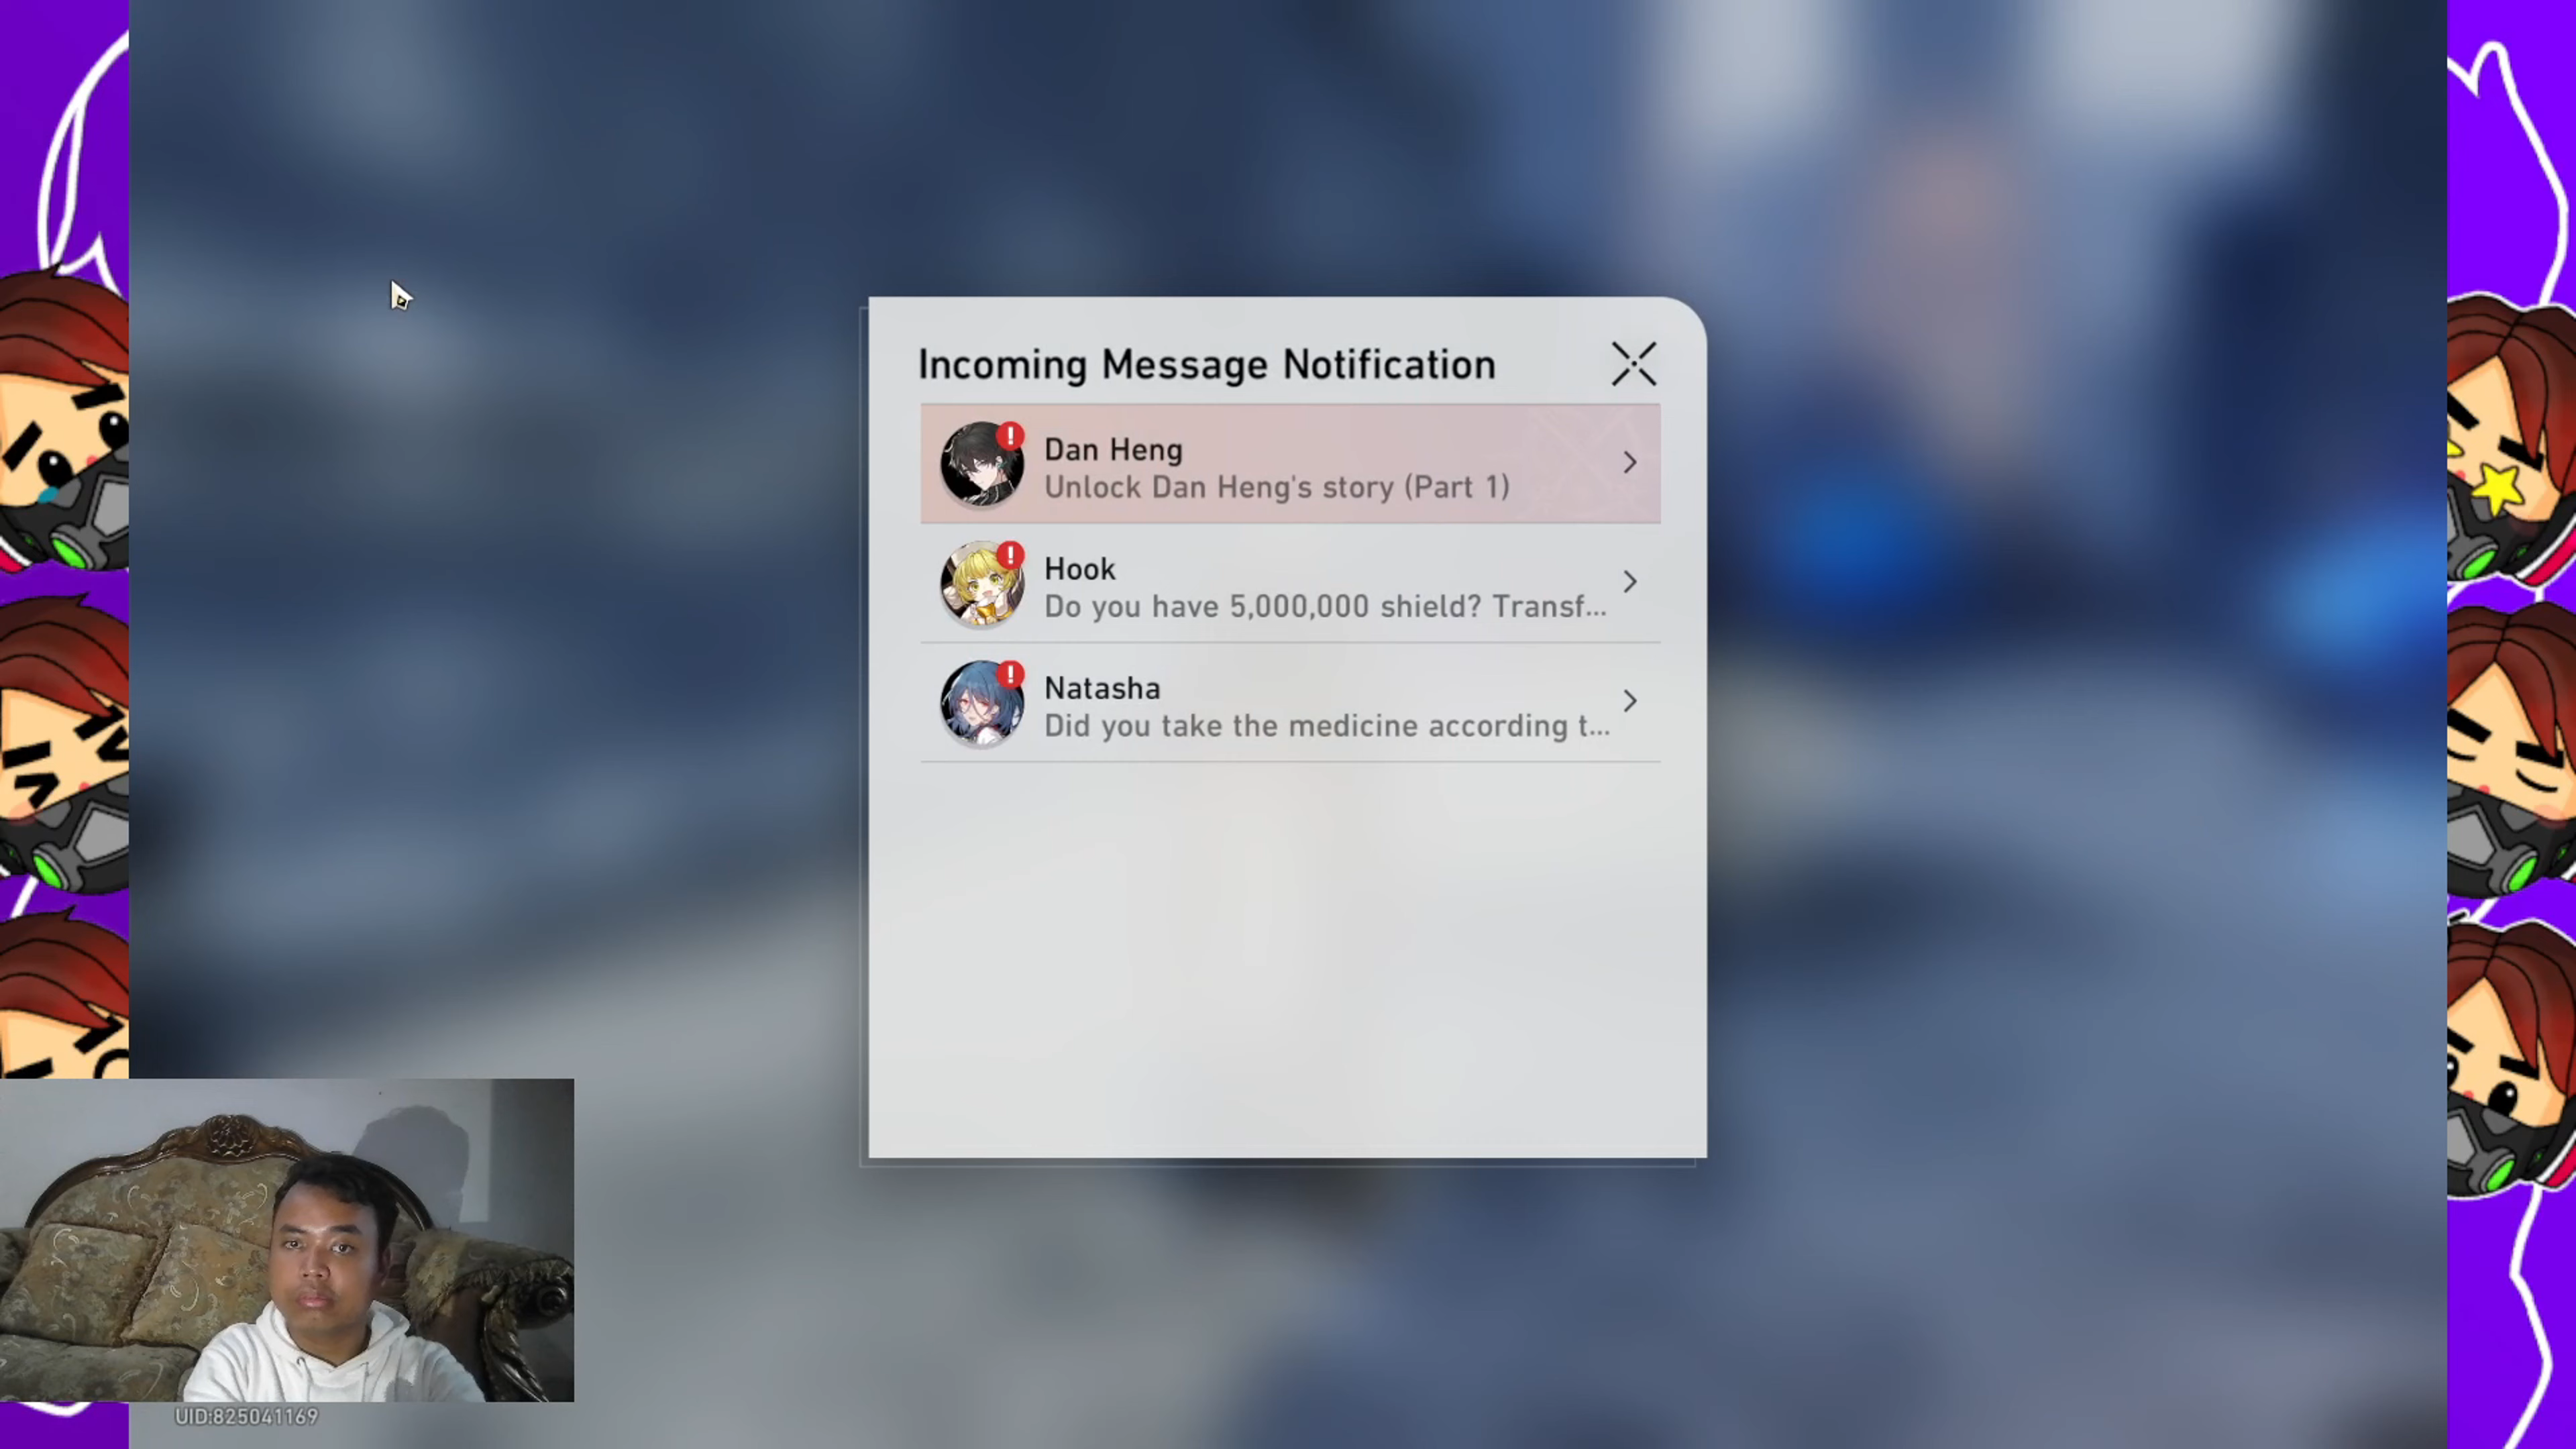 Incoming Message Notification
Dan Heng
Unlock Dan Heng's story (Part 1)
Hook
Do you have 5,000,000 shield? Transf...
Natasha
Did you take the medicine according t...
UID:825041169